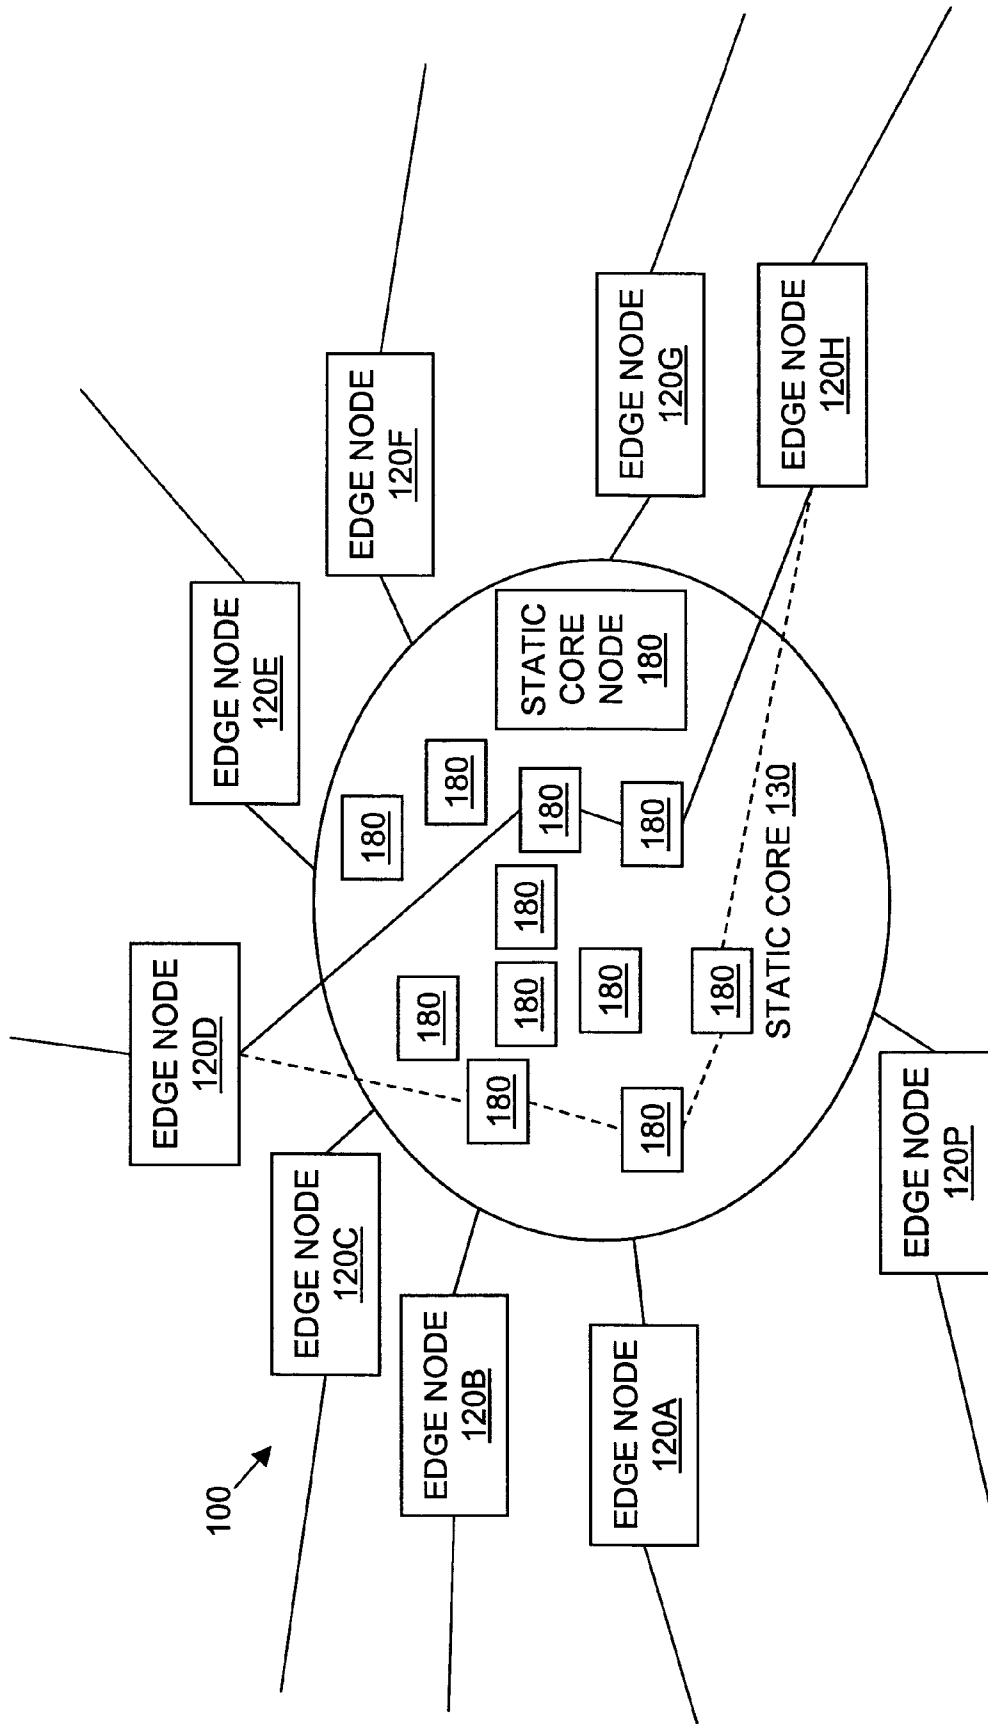 100
EDGE NODE
120D
EDGE NODE
120E
EDGE NODE
120C
EDGE NODE
120F
EDGE NODE
120B
180
180
180
180
180
180
180
STATIC
CORE
NODE
180
EDGE NODE
120G
EDGE NODE
120A
180
180
180
180
STATIC CORE 130
EDGE NODE
120H
EDGE NODE
120P